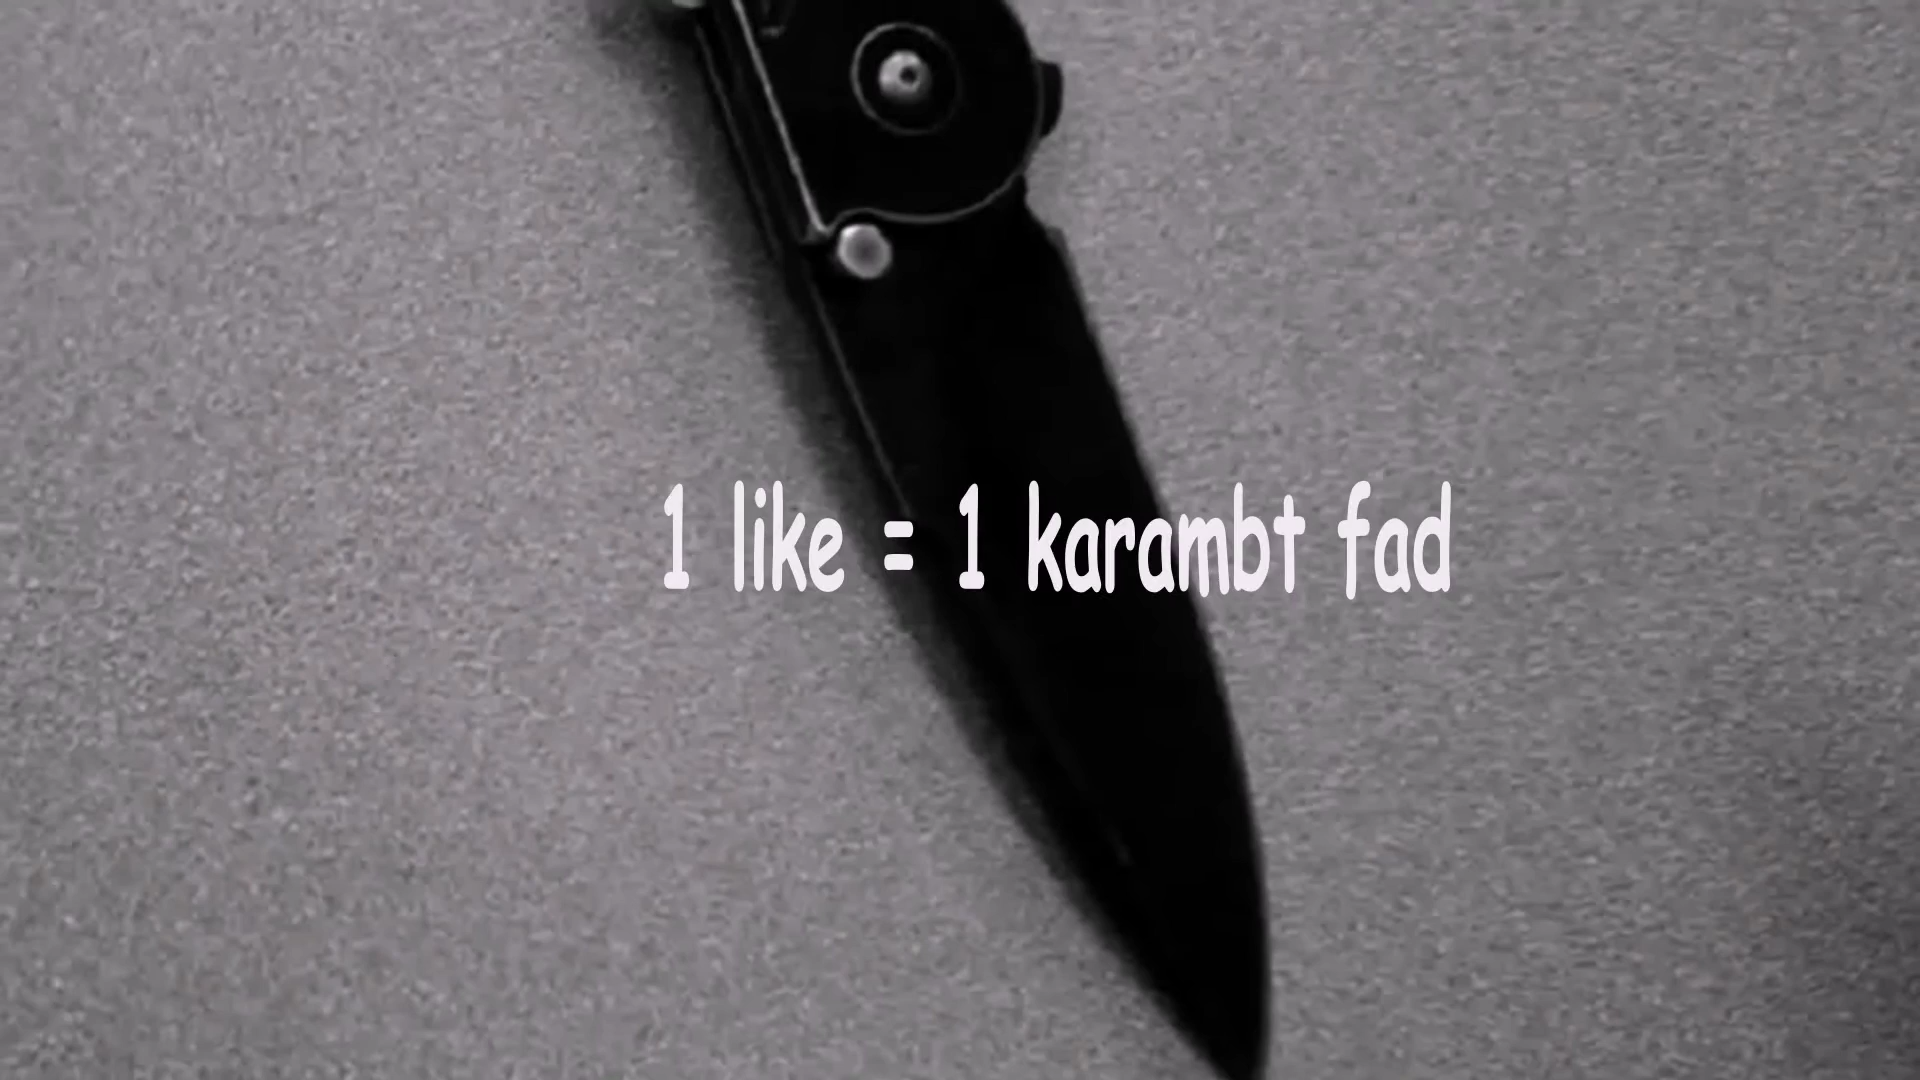 1 like = 1 karambt fad